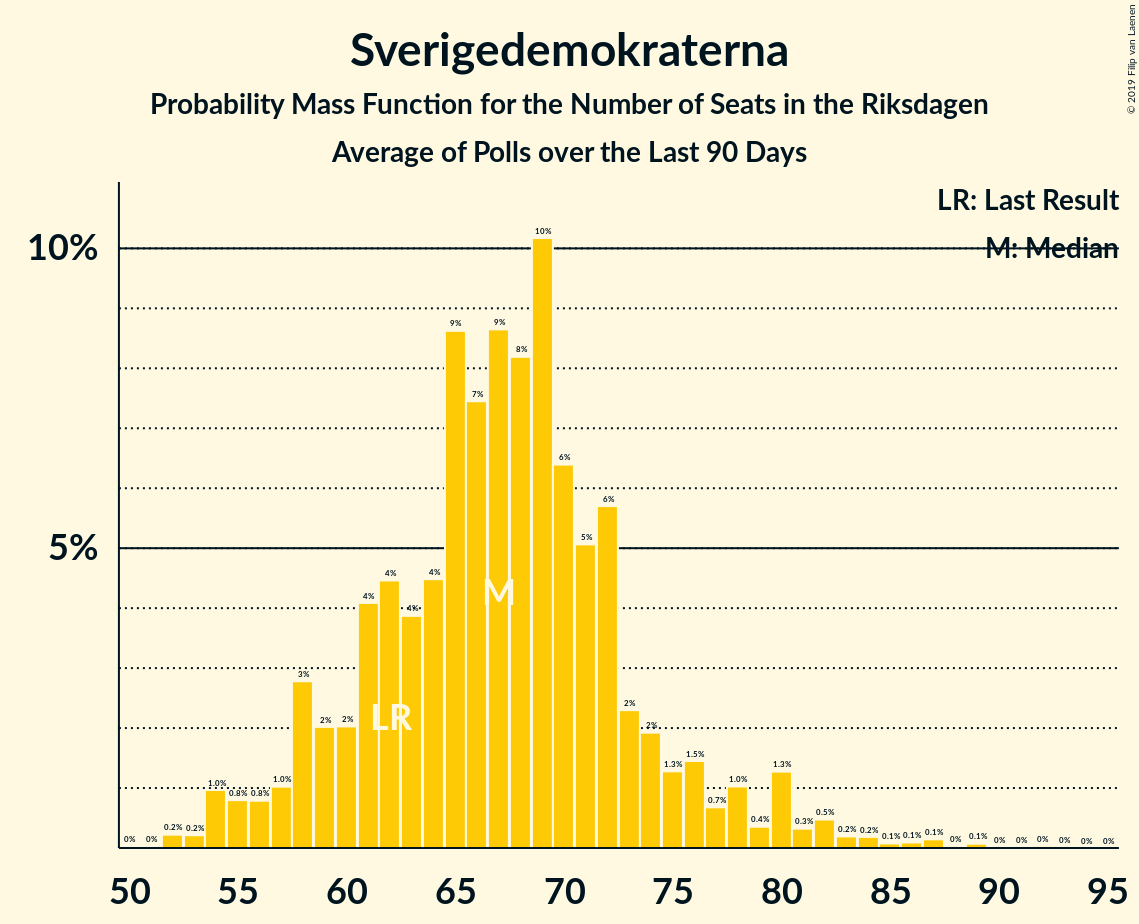 Sverigedemokraterna
Probability Mass Function for the Number of Seats in the Riksdagen
Average of Polls over the Last 90 Days
© 2019 Filip van Laenen
LR: Last Result
M: Median
10%
5%
0% 0% 0.2% 0.2% 1.0% 0.8% 0.8% 1.0% 3% 2% 2% 4% 4% 4% 4% 9% 7% 9% 8% 10% 6% 5% 6% 2% 2% 1.3% 1.5% 0.7% 1.0% 0.4% 1.3% 0.3% 0.5% 0.2% 0.2% 0.1% 0.1% 0.1% 0% 0.1% 0% 0% 0% 0% 0% 0%
M
LR
50 55 60 65 70 75 80 85 90 95